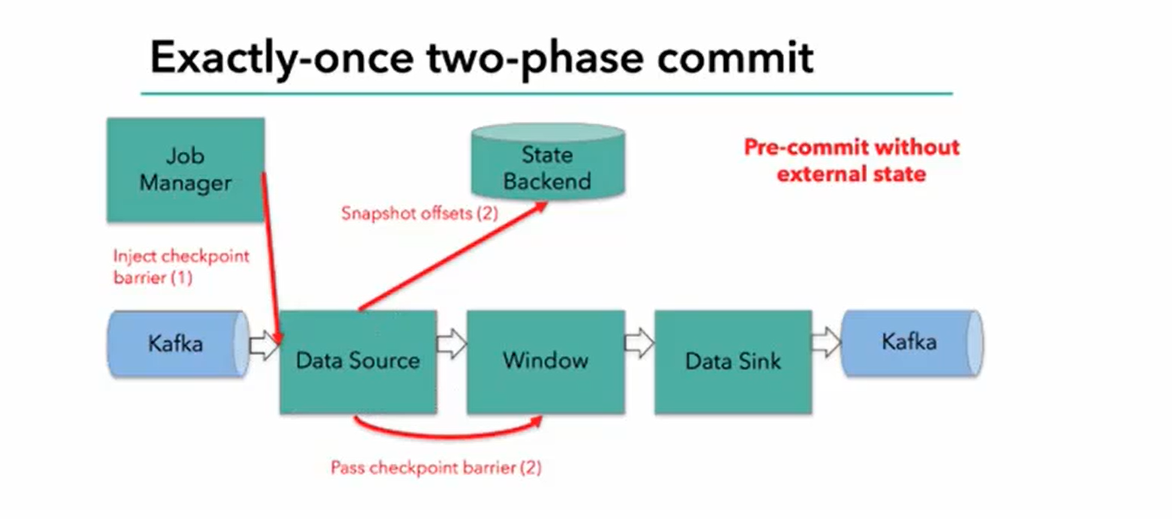 Exactly-once two-phase commit
Job
Manager
State
Backend
Pre-commit without
external state
Snapshot offsets (2)
Inject checkpoint
barrier (1)
Kafka
Data Source
Window
Data Sink
Kafka
Pass checkpoint barrier (2)